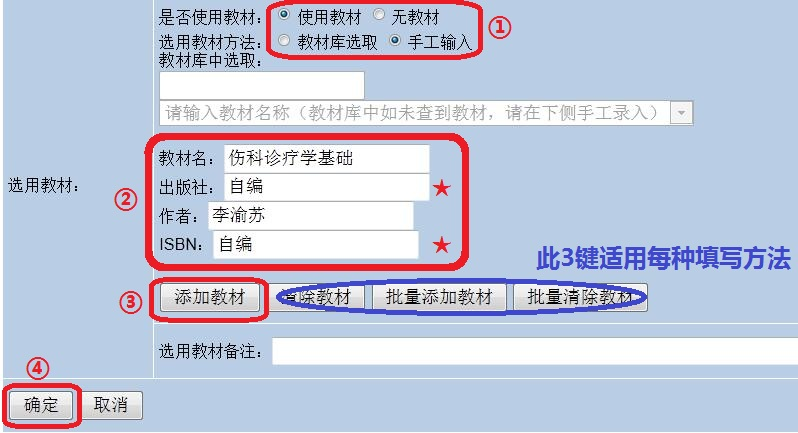 是否使用教材： 使用教材 无教材 ①
选用教材方法： 教材库选取 手工输入
教材库中选取：
请输入教材名称（教材库中如未查到教材，请在下侧手工录入）
选用教材：
②
教材名： 伤科诊疗学基础
出版社： 自编 ★
作者： 李渝苏
ISBN： 自编 ★
此3键适用每种填写方法
③ 添加教材 清除教材 批量添加教材 批量清除教材
选用教材备注：
④
确定 取消